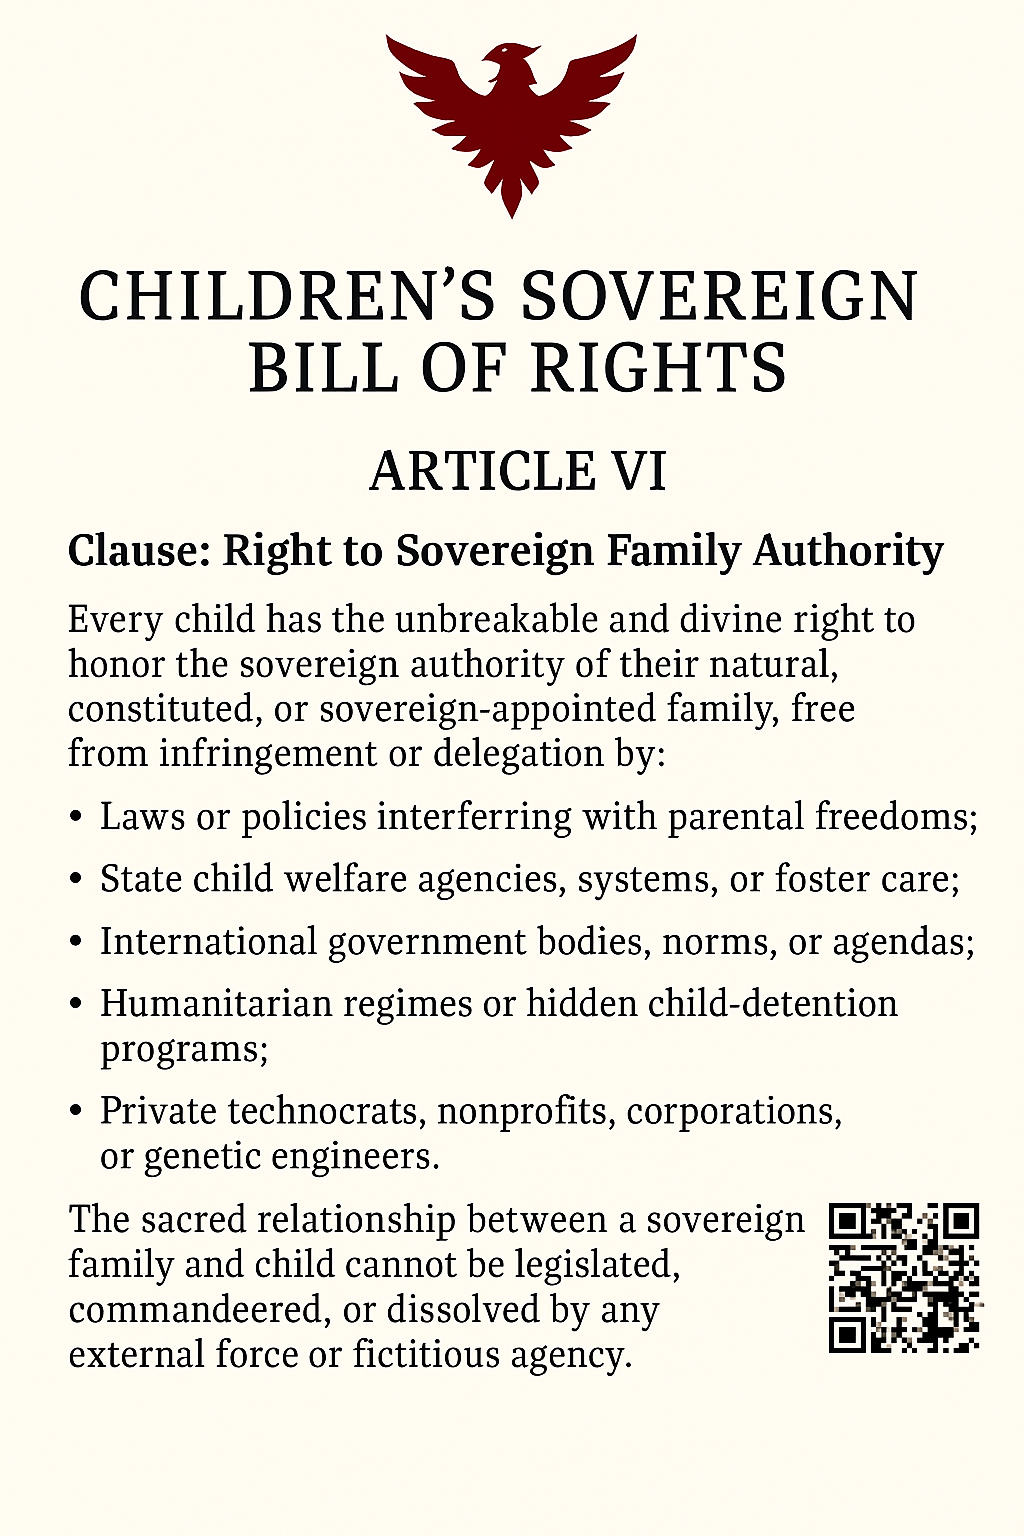 CHILDREN’S SOVEREIGN
BILL OF RIGHTS
ARTICLE VI
Clause: Right to Sovereign Family Authority
Every child has the unbreakable and divine right to
honor the sovereign authority of their natural,
constituted, or sovereign-appointed family, free
from infringement or delegation by:
• Laws or policies interferring with parental freedoms;
• State child welfare agencies, systems, or foster care;
• International government bodies, norms, or agendas;
• Humanitarian regimes or hidden child-detention
programs;
• Private technocrats, nonprofits, corporations,
or genetic engineers.
The sacred relationship between a sovereign
family and child cannot be legislated,
commandeered, or dissolved by any
external force or fictitious agency.